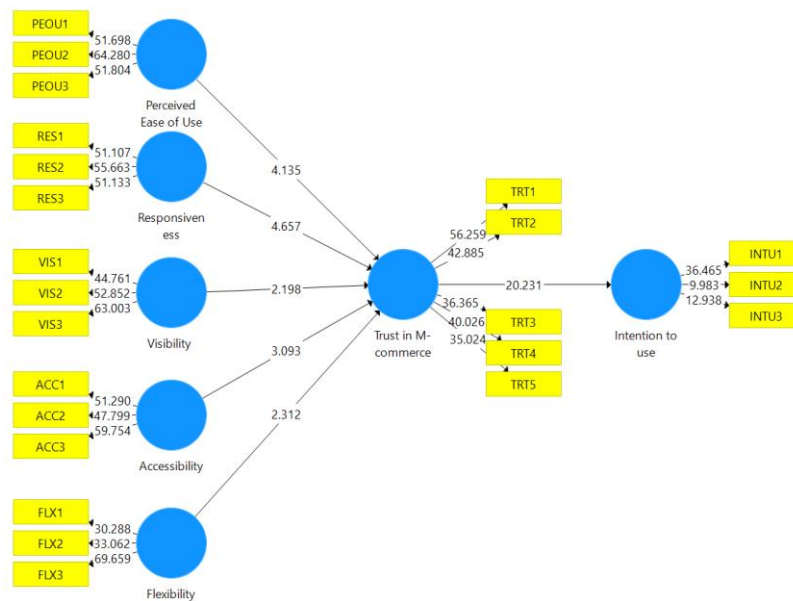 PEOU1
51.698
PEOU2
64.280
PEOU3
51.804
Perceived
Ease of Use
RES1
51.107
RES2
55.663
RES3
51.133
Responsiven
ess
VIS1
44.761
VIS2
52.852
VIS3
63.003
Visibility
ACC1
51.290
ACC2
47.799
ACC3
59.754
Accessibility
FLX1
30.288
FLX2
33.062
FLX3
69.659
Flexibility
4.135
4.657
2.198
3.093
2.312
Trust in M-
commerce
TRT1
56.259
TRT2
42.885
36.365
TRT3
40.026
TRT4
35.024
TRT5
20.231
Intention to
use
INTU1
36.465
INTU2
9.983
INTU3
12.938